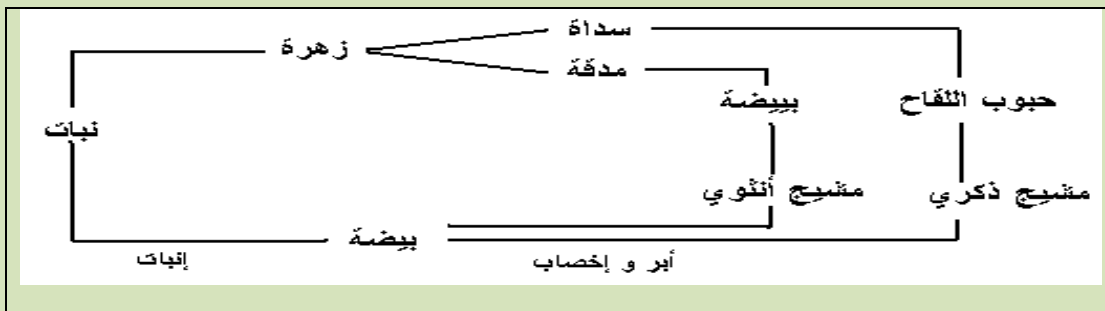 سداة
زهرة
مدقة
بييضة
حبوب اللقاح
نبات
مشيج أنثوي
مشيج ذكري
بيضة
إنبات
أبر و إخصاب